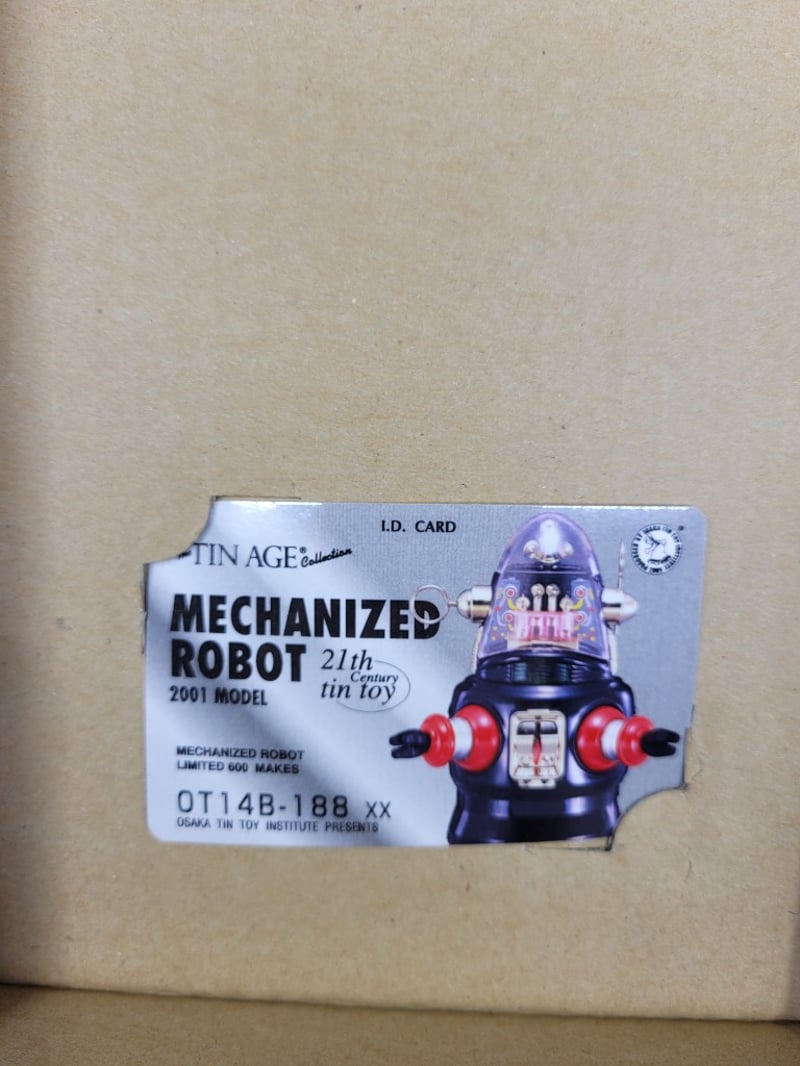 I.D. CARD
TIN AGE® Collection
MECHANIZED
ROBOT
21th
Century
tin toy
2001 MODEL
MECHANIZED ROBOT
LIMITED 600 MAKES
OT14B-188 XX
OSAKA TIN TOY INSTITUTE PRESENTS